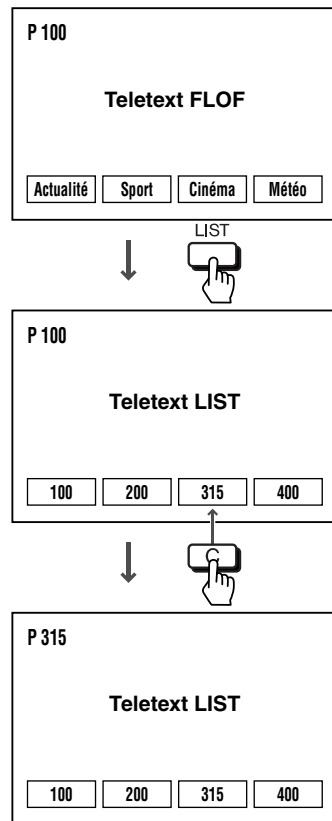 P 100
Teletext FLOF
Actualité Sport Cinéma Météo
LIST
P 100
Teletext LIST
100 200 315 400
C
P 315
Teletext LIST
100 200 315 400